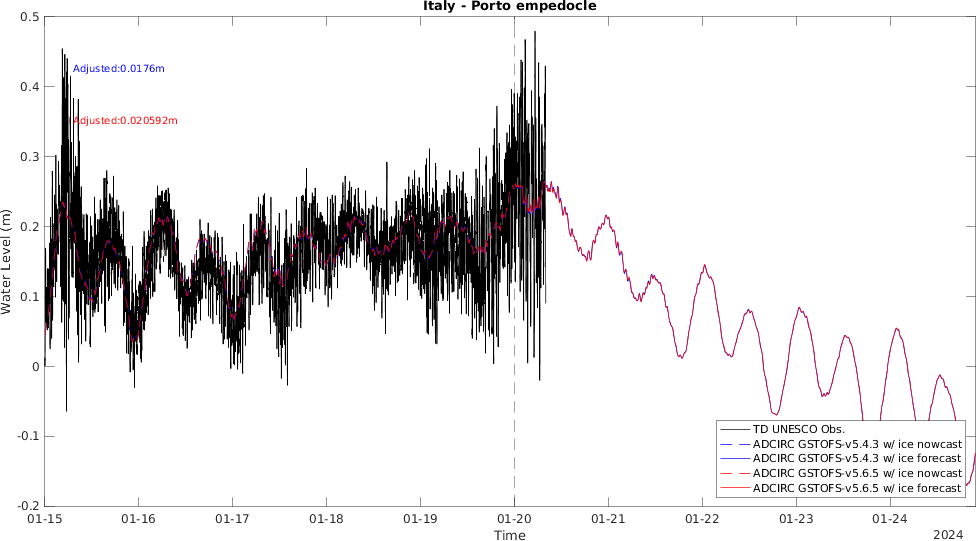 Italy - Porto empedocle
0.5
0.4
0.3
0.2
0.1
0
-0.1
-0.2
Water Level (m)
Adjusted:0.0176m
Adjusted:0.020592m
TD UNESCO Obs.
ADCIRC GSTOFS-v5.4.3 w/ ice nowcast
ADCIRC GSTOFS-v5.4.3 w/ ice forecast
ADCIRC GSTOFS-v5.6.5 w/ ice nowcast
ADCIRC GSTOFS-v5.6.5 w/ ice forecast
01-15 01-16 01-17 01-18 01-19 01-20 01-21 01-22 01-23 01-24
Time
2024